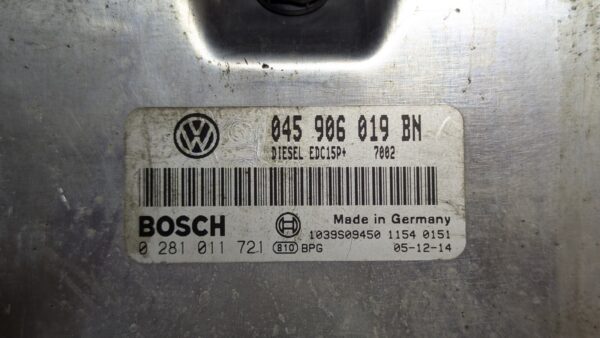 045 906 019 BN
DIESEL EDC15P+ 7002
BOSCH
Made in Germany
1039S09450 1154 0151
0 281 011 721 810 BPG 05-12-14